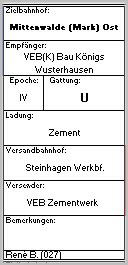 Zielbahnhof:
Mittenwalde (Mark) Ost
Empfänger:
VEB(K) Bau Königs
Wusterhausen
Epoche: Gattung:
IV U
Ladung:
Zement
Versandbahnhof:
Steinhagen Werkbf.
Versender:
VEB Zementwerk
Bemerkungen:
René B. (027)